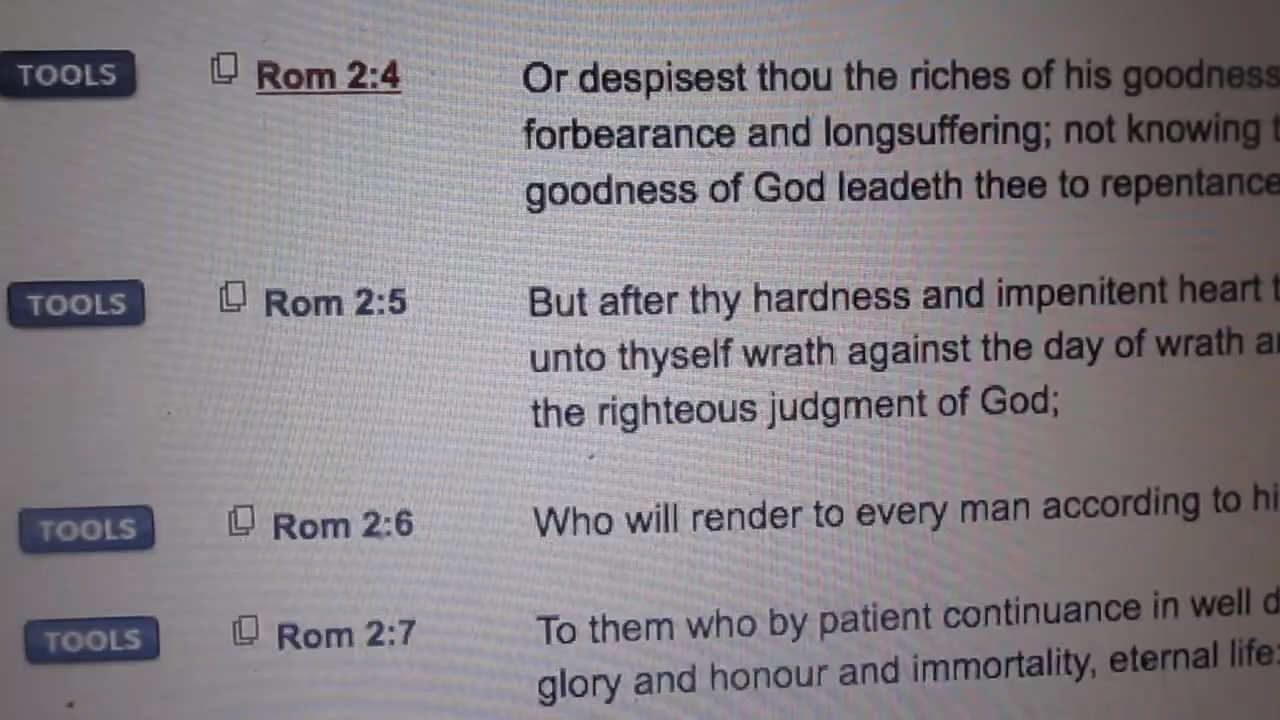 TOOLS Rom 2:4 Or despisest thou the riches of his goodness
forbearance and longsuffering; not knowing
goodness of God leadeth thee to repentance
TOOLS Rom 2:5 But after thy hardness and impenitent heart
unto thyself wrath against the day of wrath
the righteous judgment of God;
TOOLS Rom 2:6 Who will render to every man according to
TOOLS Rom 2:7 To them who by patient continuance in well
glory and honour and immortality, eternal life: